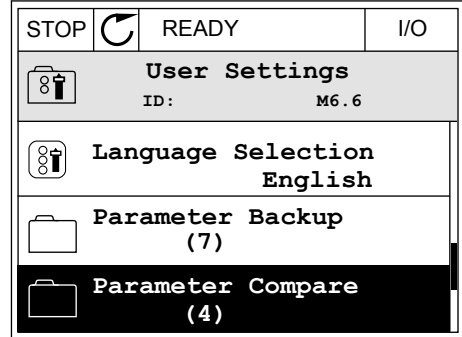 STOP READY I/O
User Settings
ID: M6.6
Language Selection
English
Parameter Backup
(7)
Parameter Compare
(4)